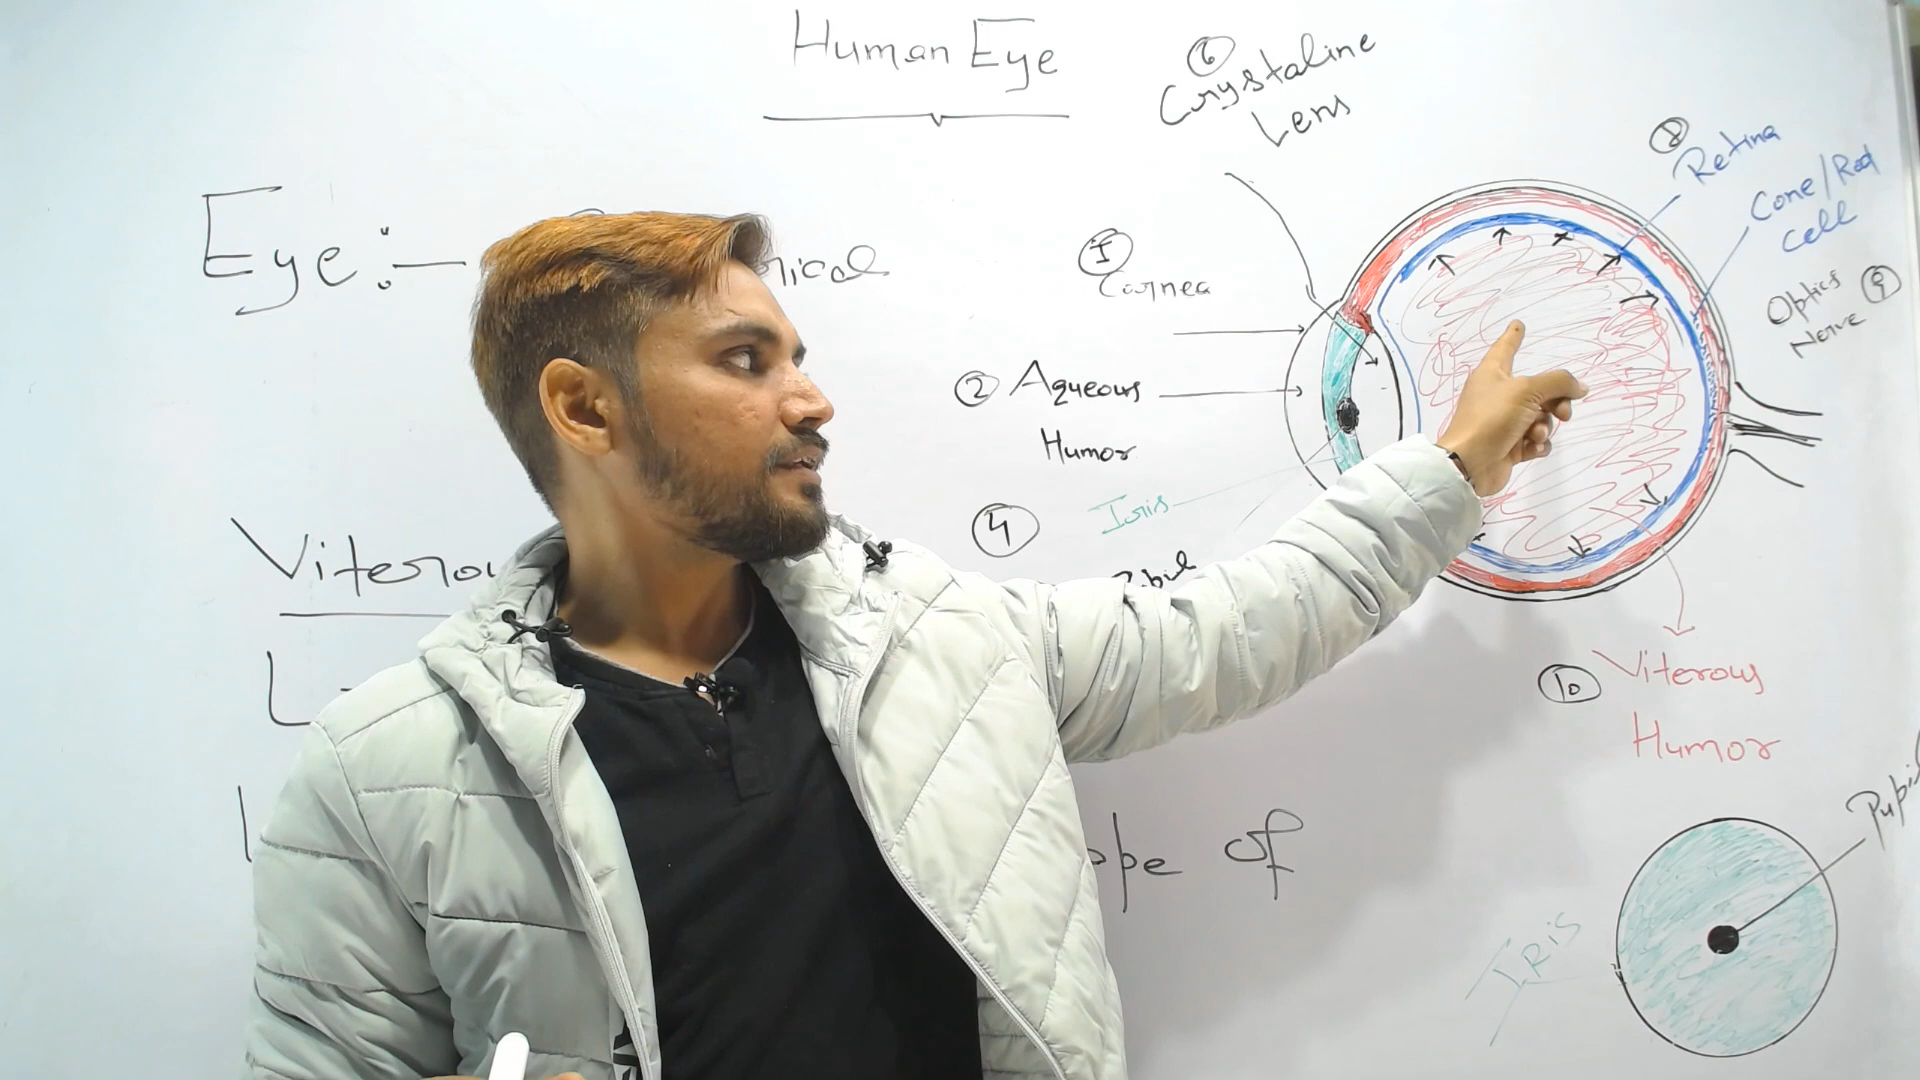 Human Eye
6
Crystaline
Lens
8
Retina
Cone/Rod
Cell
Optics
Nerve 9
Eye :-
1
Cornea
2 Aqueous
Humor
4
Iris
10 Viterous
Humor
of
Pupil
IRIS